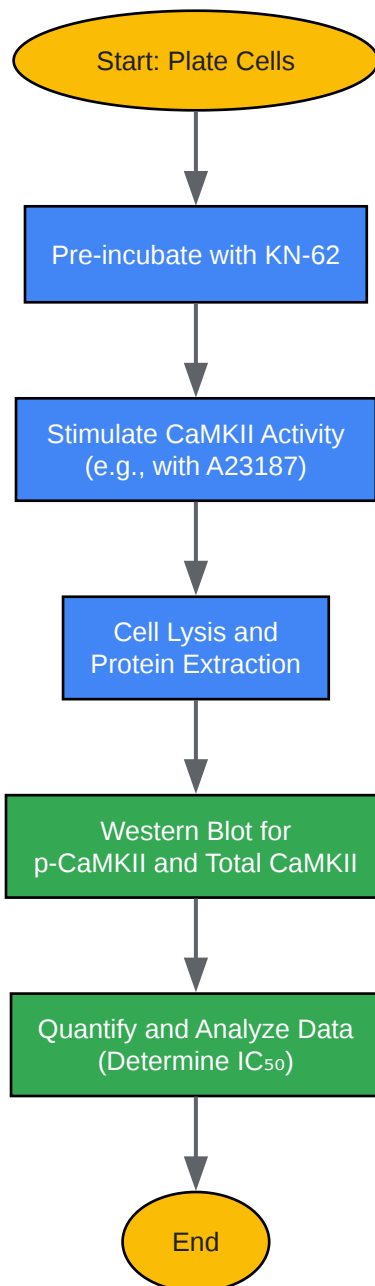 Start: Plate Cells
Pre-incubate with KN-62
Stimulate CaMKII Activity
(e.g., with A23187)
Cell Lysis and
Protein Extraction
Western Blot for
p-CaMKII and Total CaMKII
Quantify and Analyze Data
(Determine IC₅₀)
End